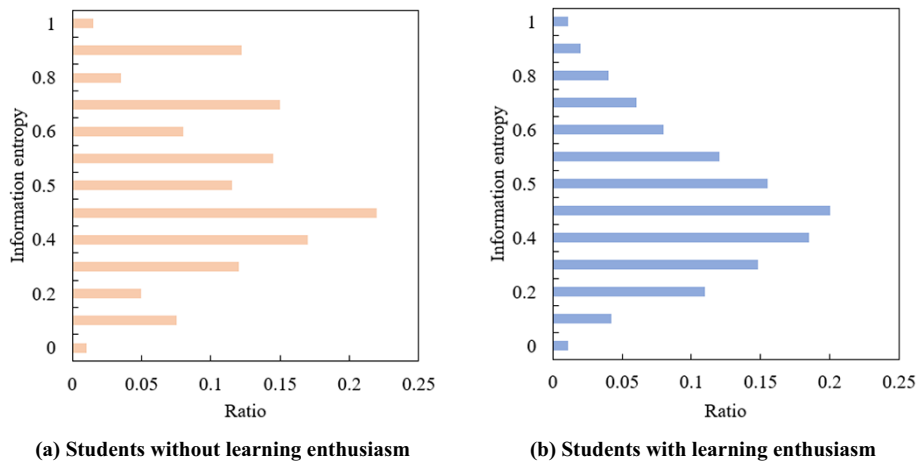 Information entropy
1
0.8
0.6
0.5
0.4
0.2
0
0 0.05 0.1 0.15 0.2 0.25
Ratio
(a) Students without learning enthusiasm
Information entropy
1
0.8
0.6
0.5
0.4
0.2
0
0 0.05 0.1 0.15 0.2 0.25
Ratio
(b) Students with learning enthusiasm